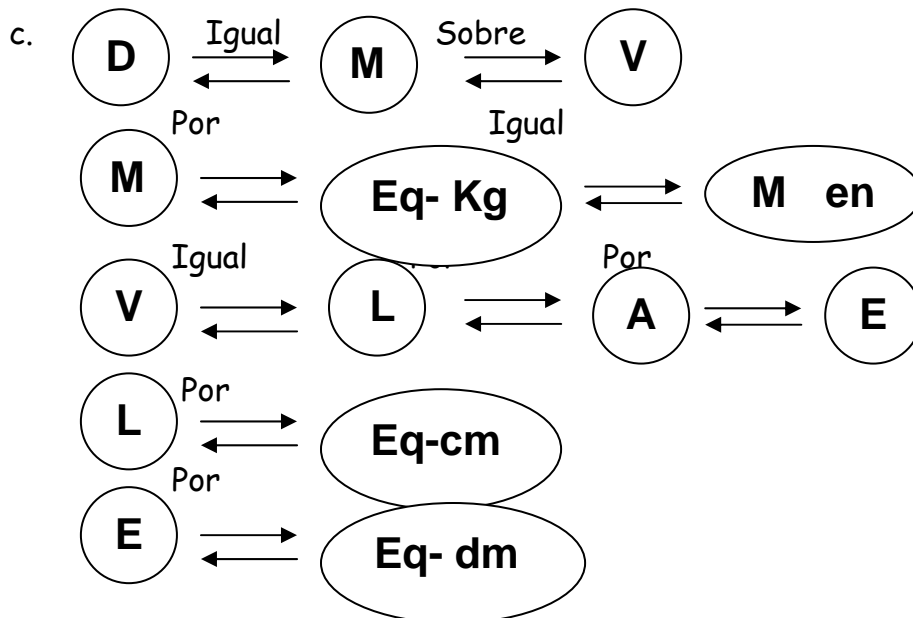 c. D Igual M Sobre V
Por Igual
M Eq- Kg M en
Igual Por
V L A E
Por
L Eq-cm
Por
E Eq- dm